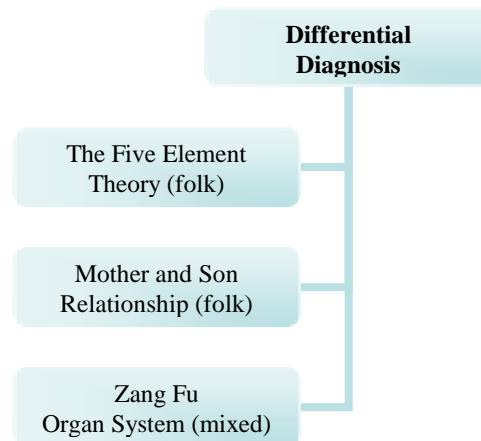 Differential
Diagnosis
The Five Element
Theory (folk)
Mother and Son
Relationship (folk)
Zang Fu
Organ System (mixed)